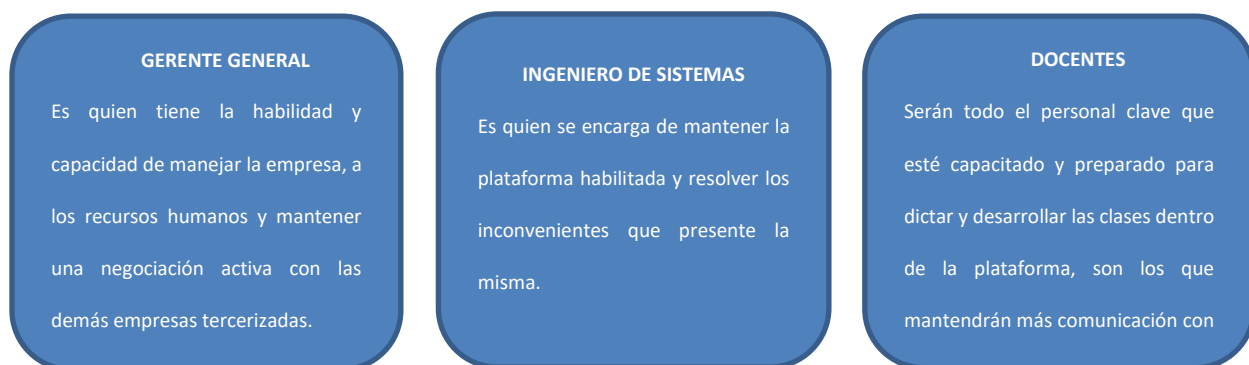 GERENTE GENERAL
Es quien tiene la habilidad y
capacidad de manejar la empresa, a
los recursos humanos y mantener
una negociación activa con las
demás empresas tercerizadas.
INGENIERO DE SISTEMAS
Es quien se encarga de mantener la
plataforma habilitada y resolver los
inconvenientes que presente la
misma.
DOCENTES
Serán todo el personal clave que
esté capacitado y preparado para
dictar y desarrollar las clases dentro
de la plataforma, son los que
mantendrán más comunicación con